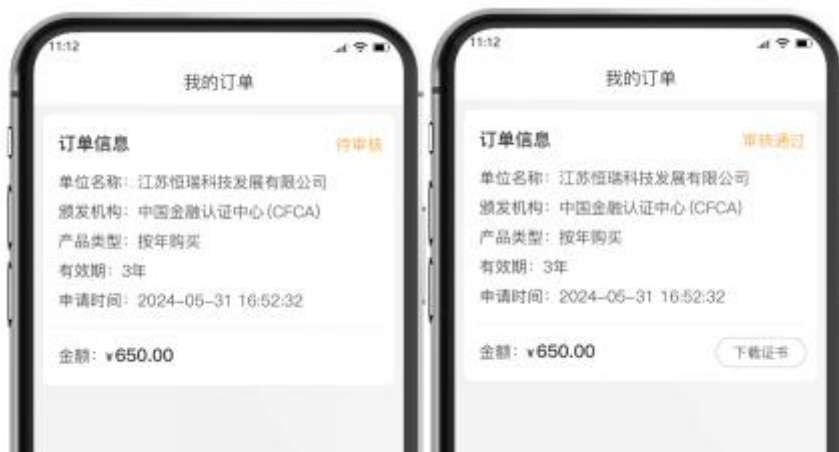 11:12
我的订单
订单信息 待审核
单位名称：江苏恒瑞科技发展有限公司
颁发机构：中国金融认证中心(CFCA)
产品类型：按年购买
有效期：3年
申请时间：2024-05-31 16:52:32
金额：¥650.00
11:12
我的订单
订单信息 审核通过
单位名称：江苏恒瑞科技发展有限公司
颁发机构：中国金融认证中心(CFCA)
产品类型：按年购买
有效期：3年
申请时间：2024-05-31 16:52:32
金额：¥650.00 下载证书